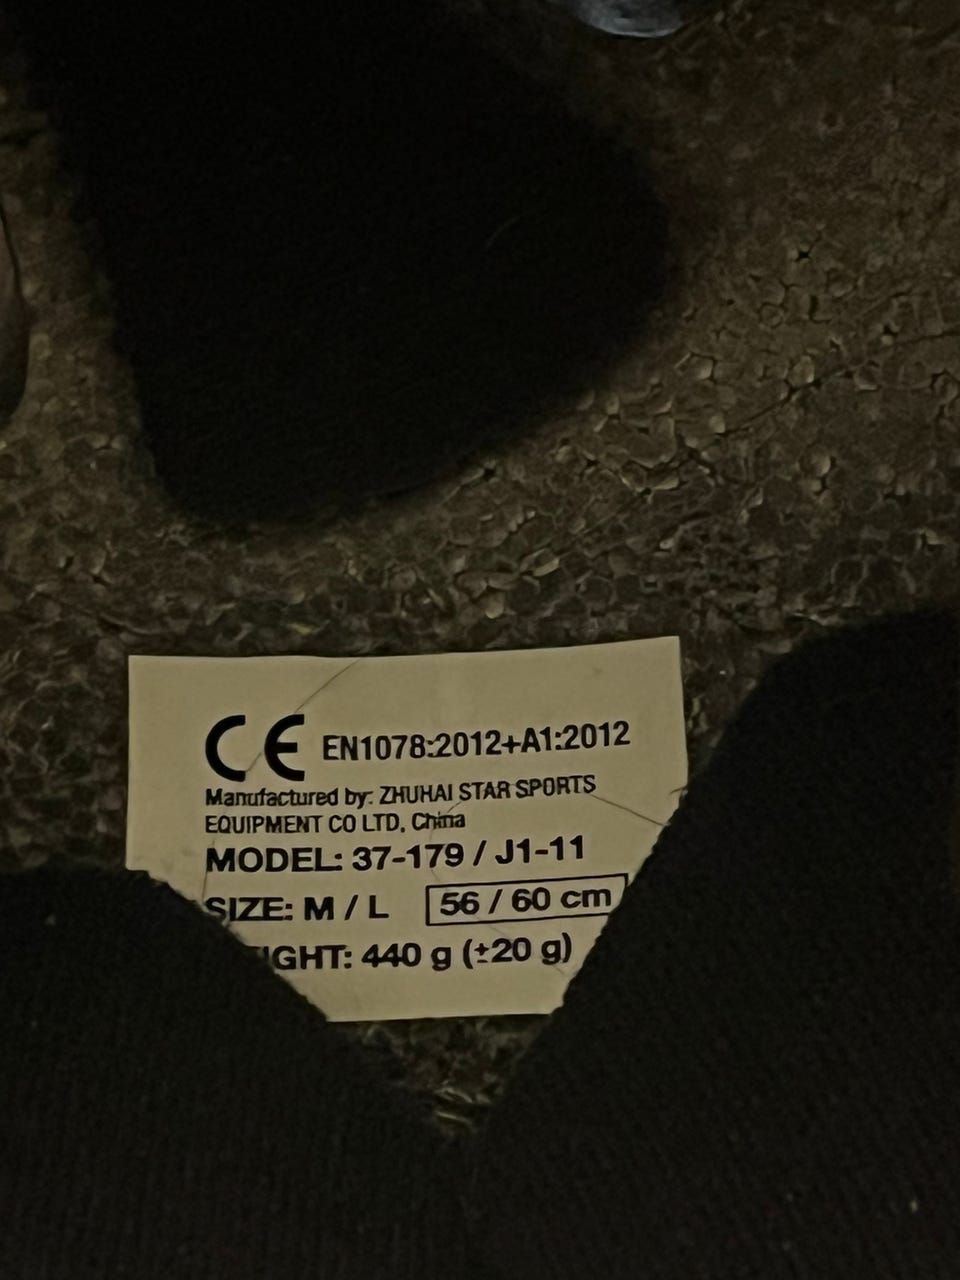 CE EN1078:2012+A1:2012
Manufactured by: ZHUHAI STAR SPORTS
EQUIPMENT CO LTD, China
MODEL: 37-179 / J1-11
SIZE: M / L 56 / 60 cm
IGHT: 440 g (±20 g)